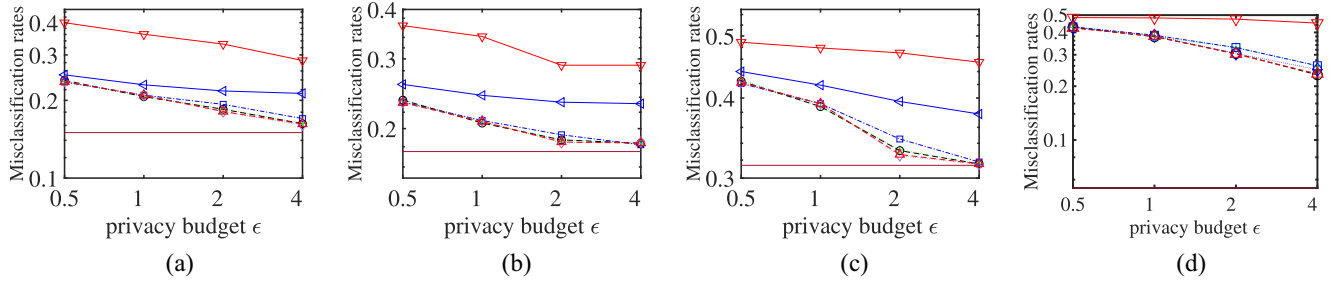 Misclassification rates
0.4
0.3
0.2
0.1
0.5 1 2 4
privacy budget ϵ
(a)
Misclassification rates
0.4
0.3
0.2
0.5 1 2 4
privacy budget ϵ
(b)
Misclassification rates
0.5
0.4
0.3
0.5 1 2 4
privacy budget ϵ
(c)
Misclassification rates
0.5
0.4
0.3
0.2
0.1
0.5 1 2 4
privacy budget ϵ
(d)